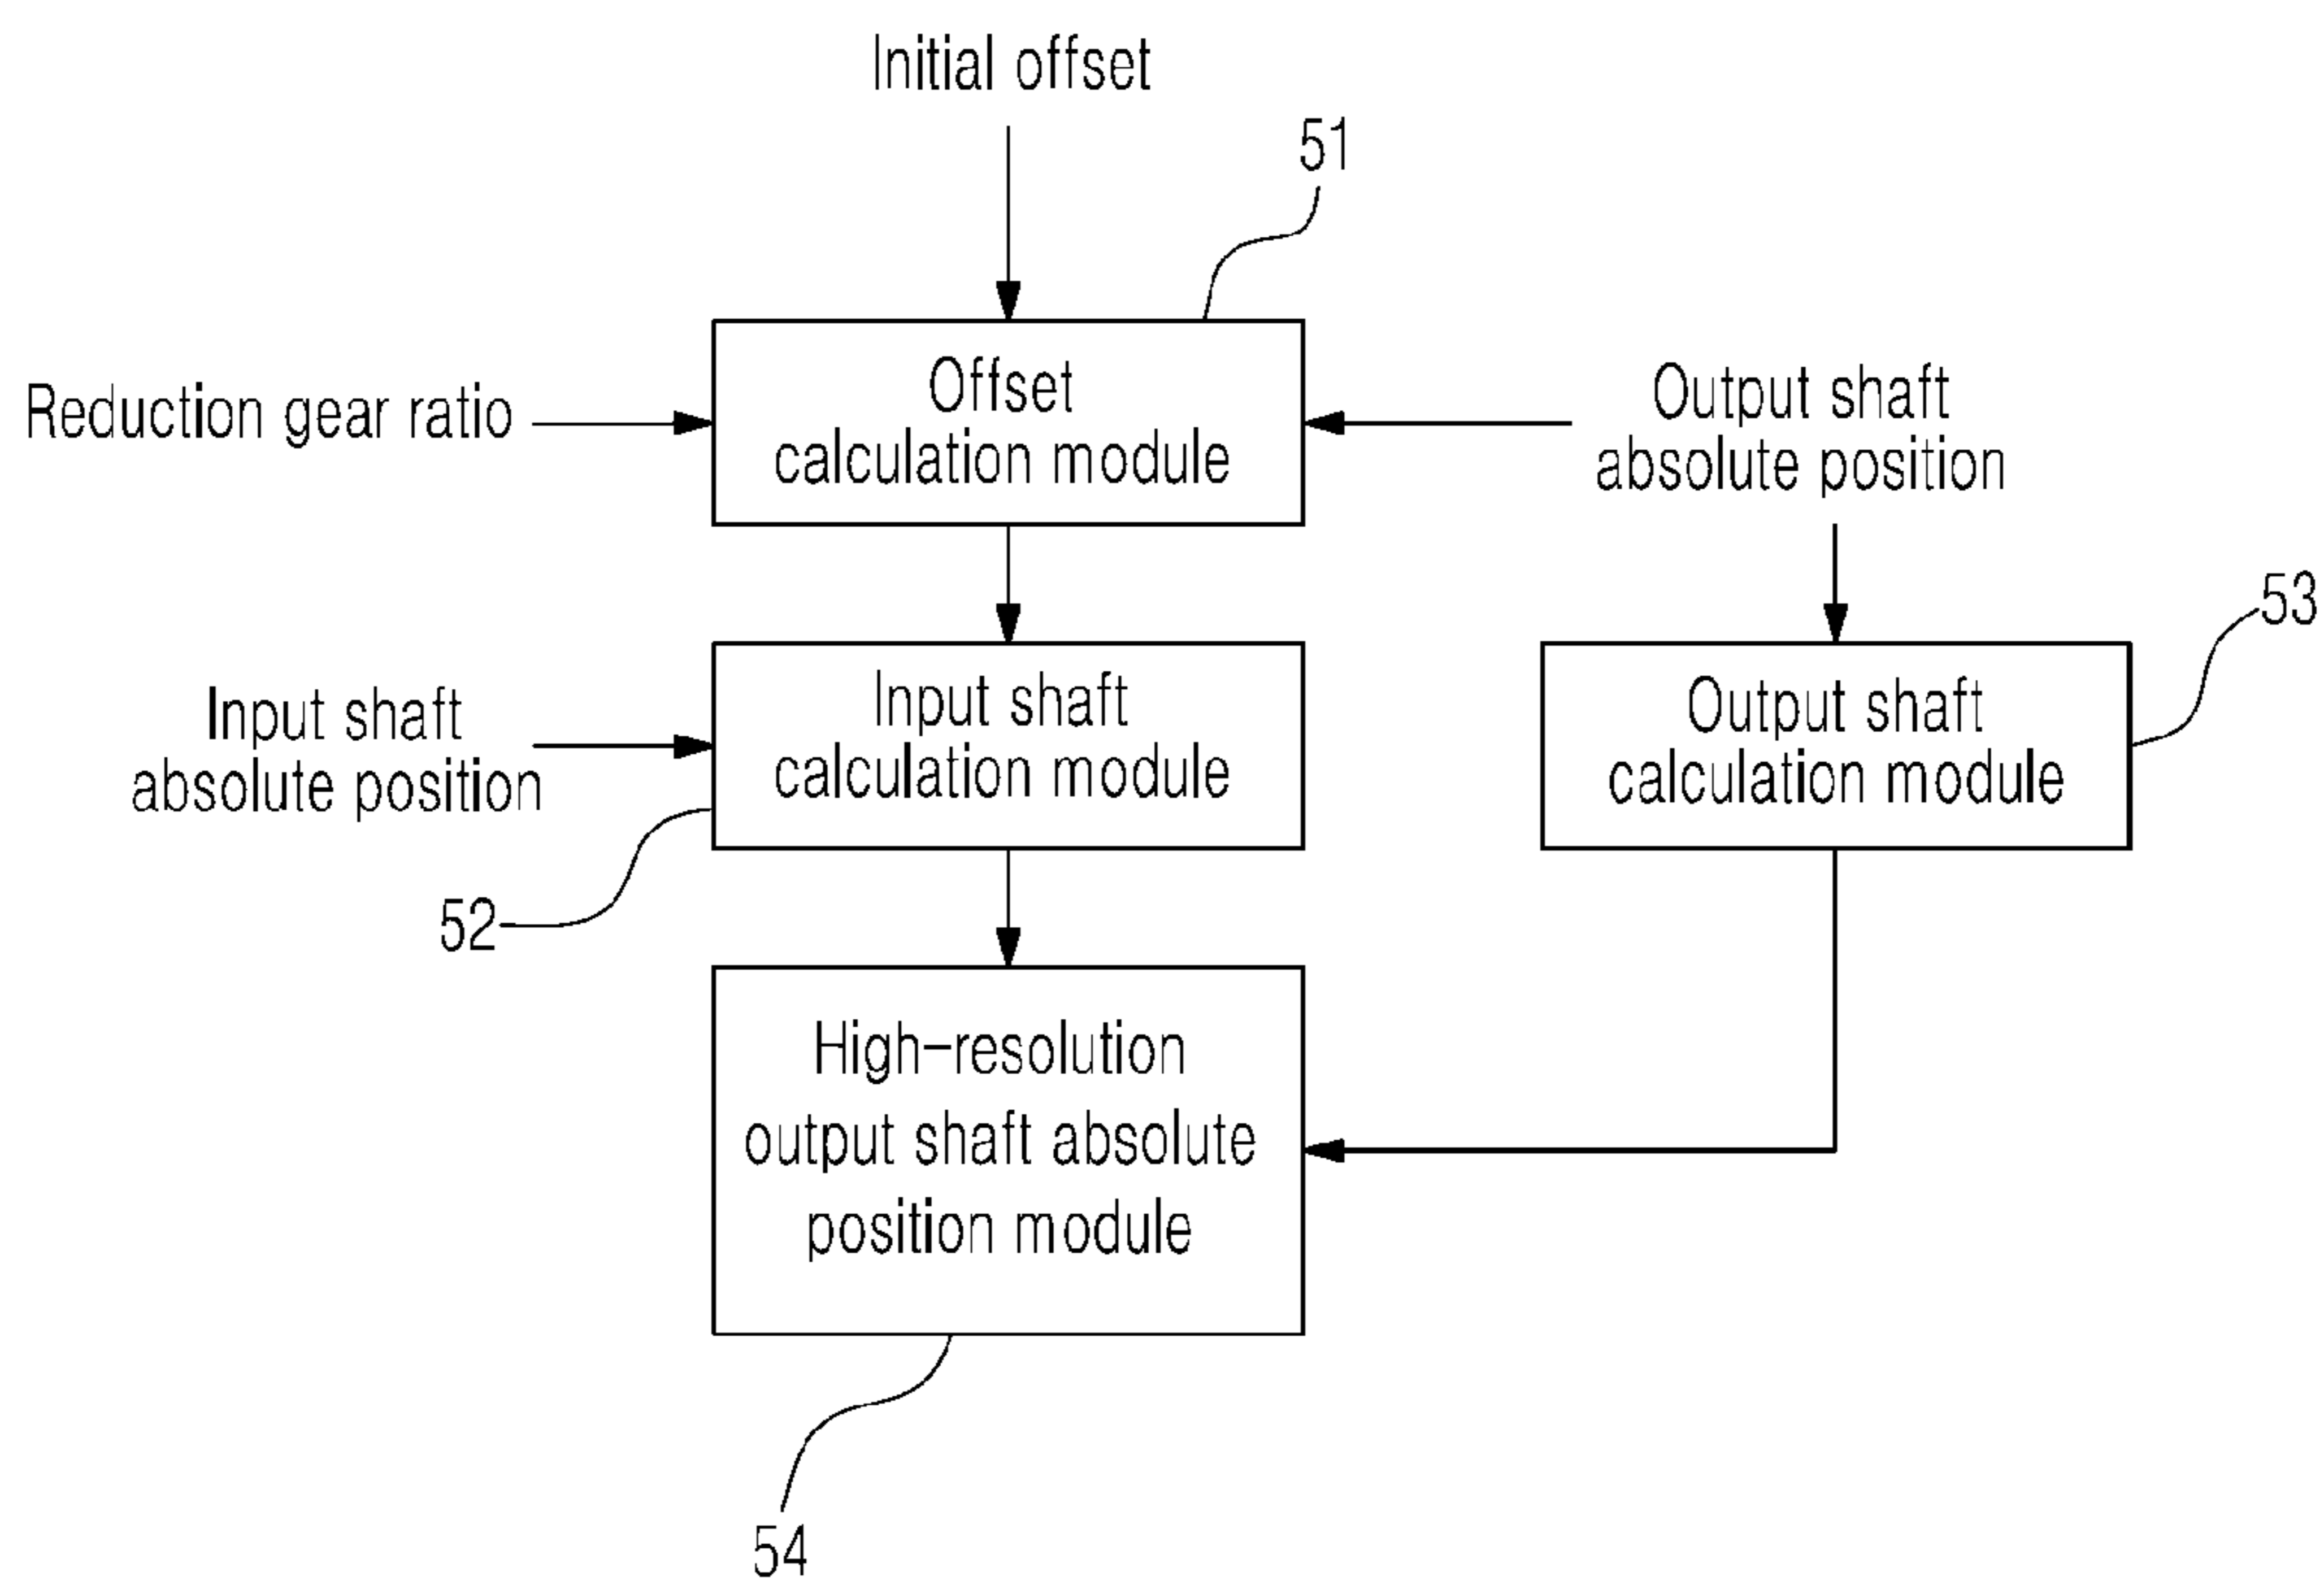 Initial offset
51
Reduction gear ratio
Offset
calculation module
Output shaft
absolute position
53
Input shaft
absolute position
Input shaft
calculation module
Output shaft
calculation module
52
High-resolution
output shaft absolute
position module
54